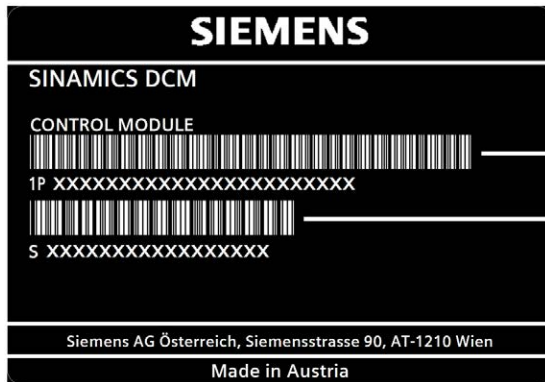 SIEMENS
SINAMICS DCM
CONTROL MODULE
1P XXXXXXXXXXXXXXXXXXXXXXX
S XXXXXXXXXXXXXXXXX
Siemens AG Österreich, Siemensstrasse 90, AT-1210 Wien
Made in Austria